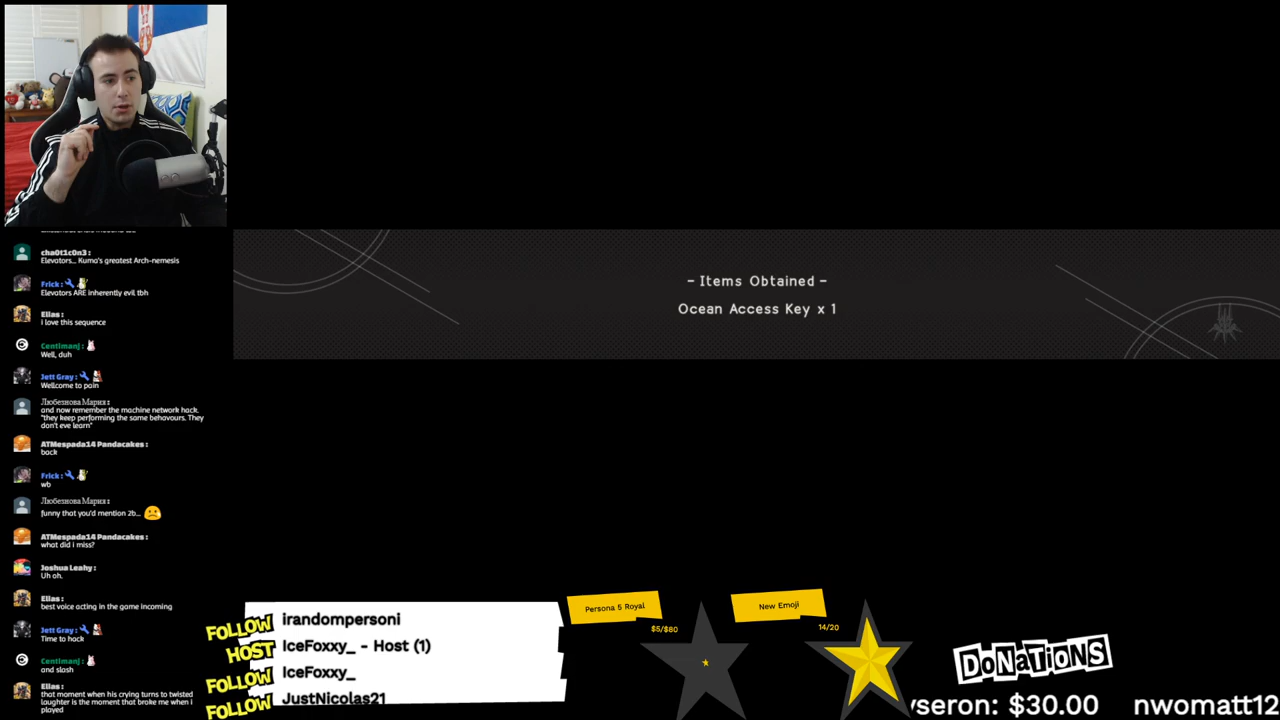 cha0t1c0n3 :
Elevators... Kuma's greatest Arch-nemesis
Frick :
Elevators ARE inherently evil tbh
Elias :
i love this sequence
Centimanj :
Well, duh
Jett Gray :
Wellcome to pain
Любезнова Мария :
and now remember the machine network hack.
"they keep performing the same behavours. They
don't eve learn"
ATMespada14 Pandacakes :
back
Frick :
wb
Любезнова Мария :
funny that you'd mention 2b...
ATMespada14 Pandacakes :
what did i miss?
Joshua Leahy :
Uh oh.
Elias :
best voice acting in the game incoming
Jett Gray :
Time to hack
Centimanj :
and slash
Elias :
that moment when his crying turns to twisted
laughter is the moment that broke me when i
played
- Items Obtained -
Ocean Access Key x 1
FOLLOW irandompersoni
HOST IceFoxxy_ - Host (1)
FOLLOW IceFoxxy_
FOLLOW JustNicolas21
Persona 5 Royal
$5/$80
New Emoji
14/20
DONATIONS
yseron: $30.00 nwomatt12